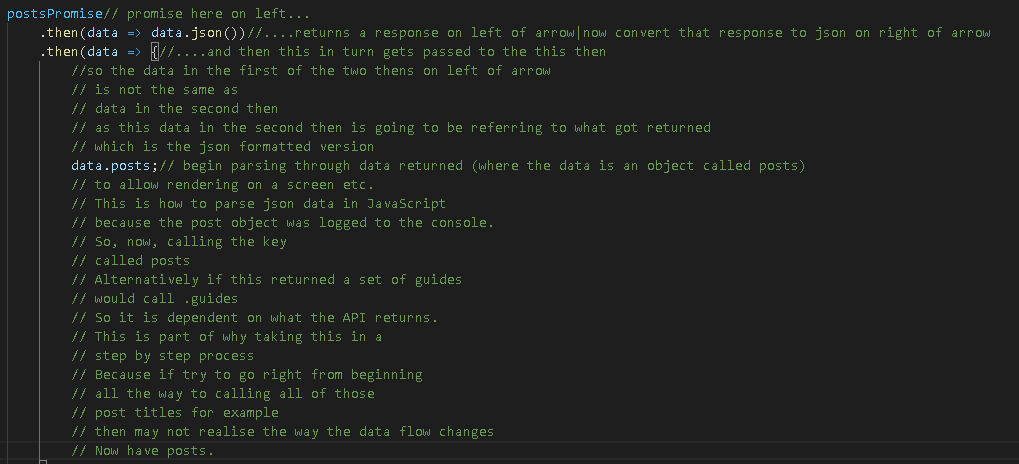 postsPromise// promise here on left...
.then(data => data.json())//....returns a response on left of arrow|now convert that response to json on right of arrow
.then(data => {//....and then this in turn gets passed to the this then
//so the data in the first of the two thens on left of arrow
// is not the same as
// data in the second then
// as this data in the second then is going to be referring to what got returned
// which is the json formatted version
data.posts;// begin parsing through data returned (where the data is an object called posts)
// to allow rendering on a screen etc.
// This is how to parse json data in JavaScript
// because the post object was logged to the console.
// So, now, calling the key
// called posts
// Alternatively if this returned a set of guides
// would call .guides
// So it is dependent on what the API returns.
// This is part of why taking this in a
// step by step process
// Because if try to go right from beginning
// all the way to calling all of those
// post titles for example
// then may not realise the way the data flow changes
// Now have posts.